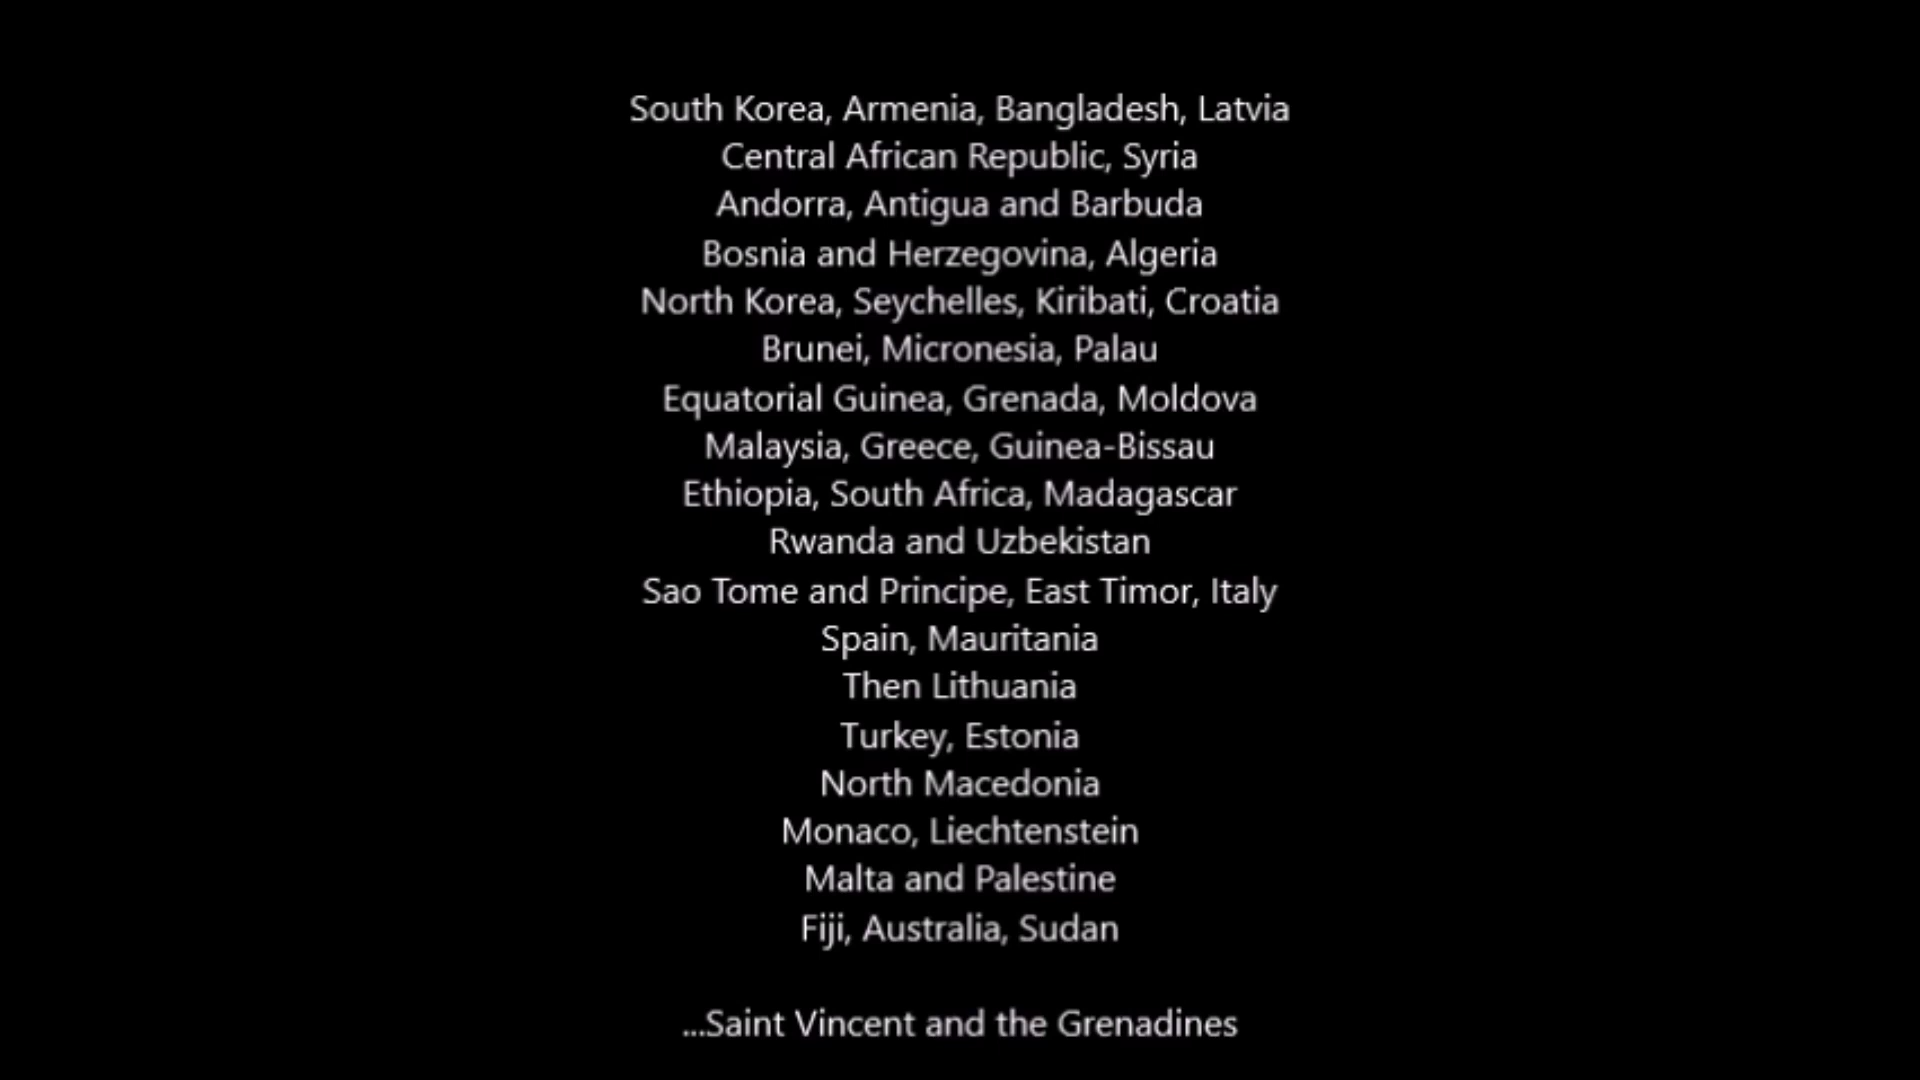 South Korea, Armenia, Bangladesh, Latvia
Central African Republic, Syria
Andorra, Antigua and Barbuda
Bosnia and Herzegovina, Algeria
North Korea, Seychelles, Kiribati, Croatia
Brunei, Micronesia, Palau
Equatorial Guinea, Grenada, Moldova
Malaysia, Greece, Guinea-Bissau
Ethiopia, South Africa, Madagascar
Rwanda and Uzbekistan
Sao Tome and Principe, East Timor, Italy
Spain, Mauritania
Then Lithuania
Turkey, Estonia
North Macedonia
Monaco, Liechtenstein
Malta and Palestine
Fiji, Australia, Sudan
...Saint Vincent and the Grenadines